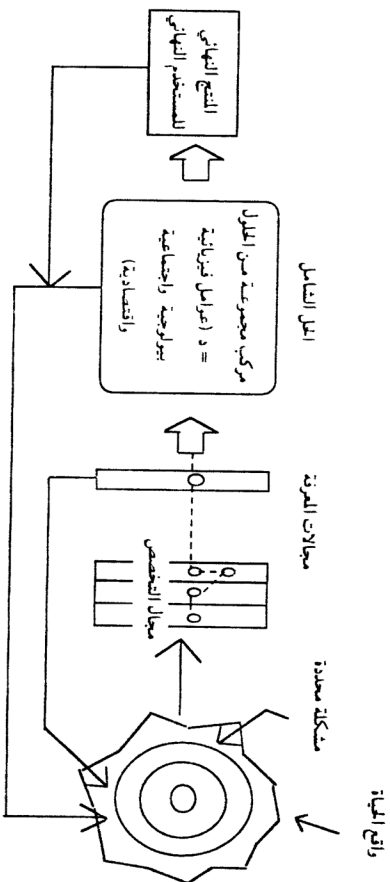 واقع الحياة
مشكلة محددة
مجالات المعرفة
مجال التخصص
الحل الشامل
مركب مجموعة من الحلول
= د (عوامل فيزيائية
بيولوجية واجتماعية
واقتصادية)
المنتج النهائي
للمستخدم النهائي